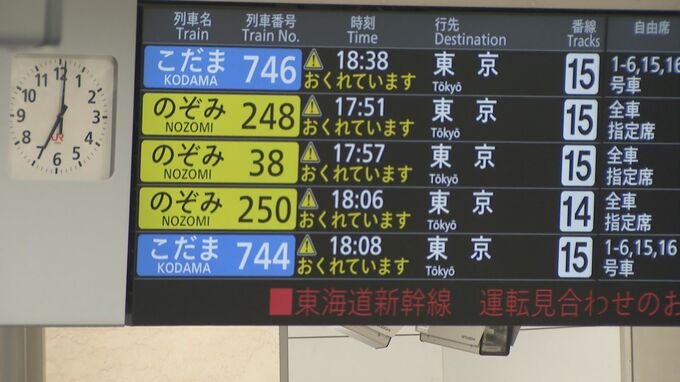 列車名 列車番号 時刻 行先 番線 自由席
Train Train No. Time Destination Tracks
こだま 746 18:38 東京 15 1-6,15,16
KODAMA おくれています Tōkyō 号車
のぞみ 248 17:51 東京 15 全車
NOZOMI おくれています Tōkyō 指定席
のぞみ 38 17:57 東京 15 全車
NOZOMI おくれています Tōkyō 指定席
のぞみ 250 18:06 東京 14 全車
NOZOMI おくれています Tōkyō 指定席
こだま 744 18:08 東京 15 1-6,15,16
KODAMA おくれています Tōkyō 号車
■東海道新幹線 運転見合わせのお
12
1
2
3
4
5
6
7
8
9
10
11
JR